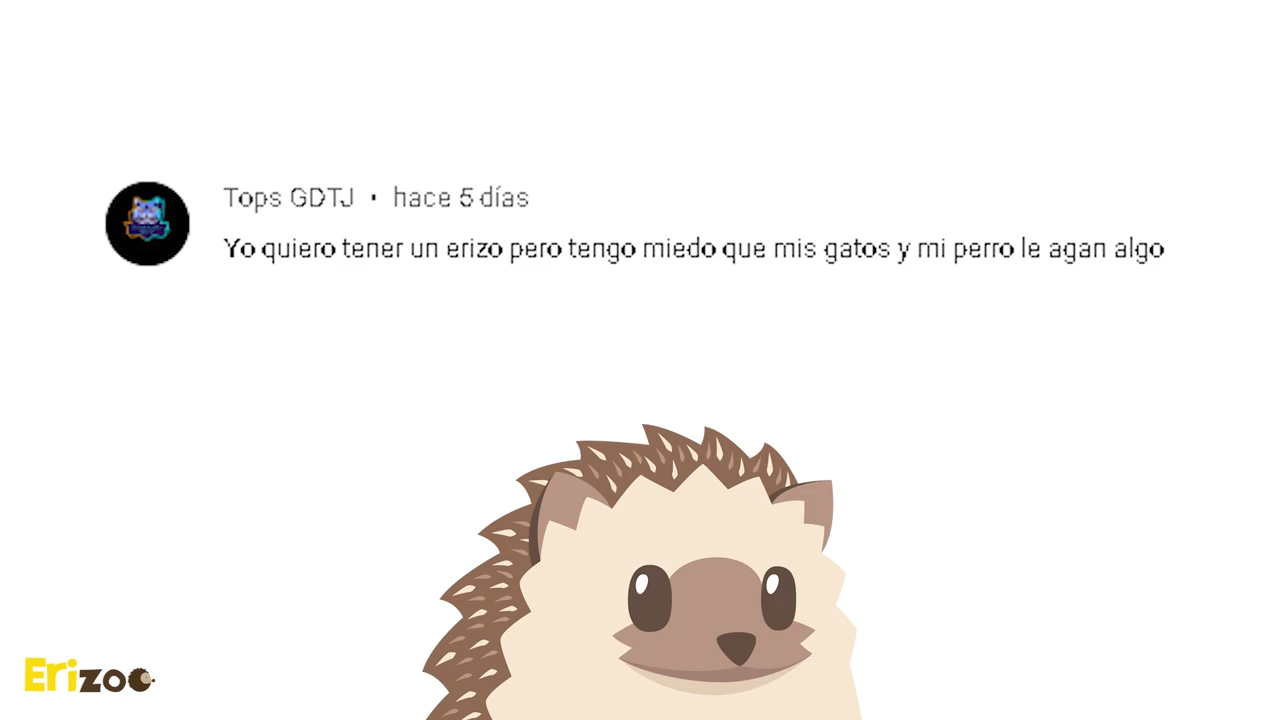 Tops GDTJ · hace 5 días
Yo quiero tener un erizo pero tengo miedo que mis gatos y mi perro le agan algo
Erizoo